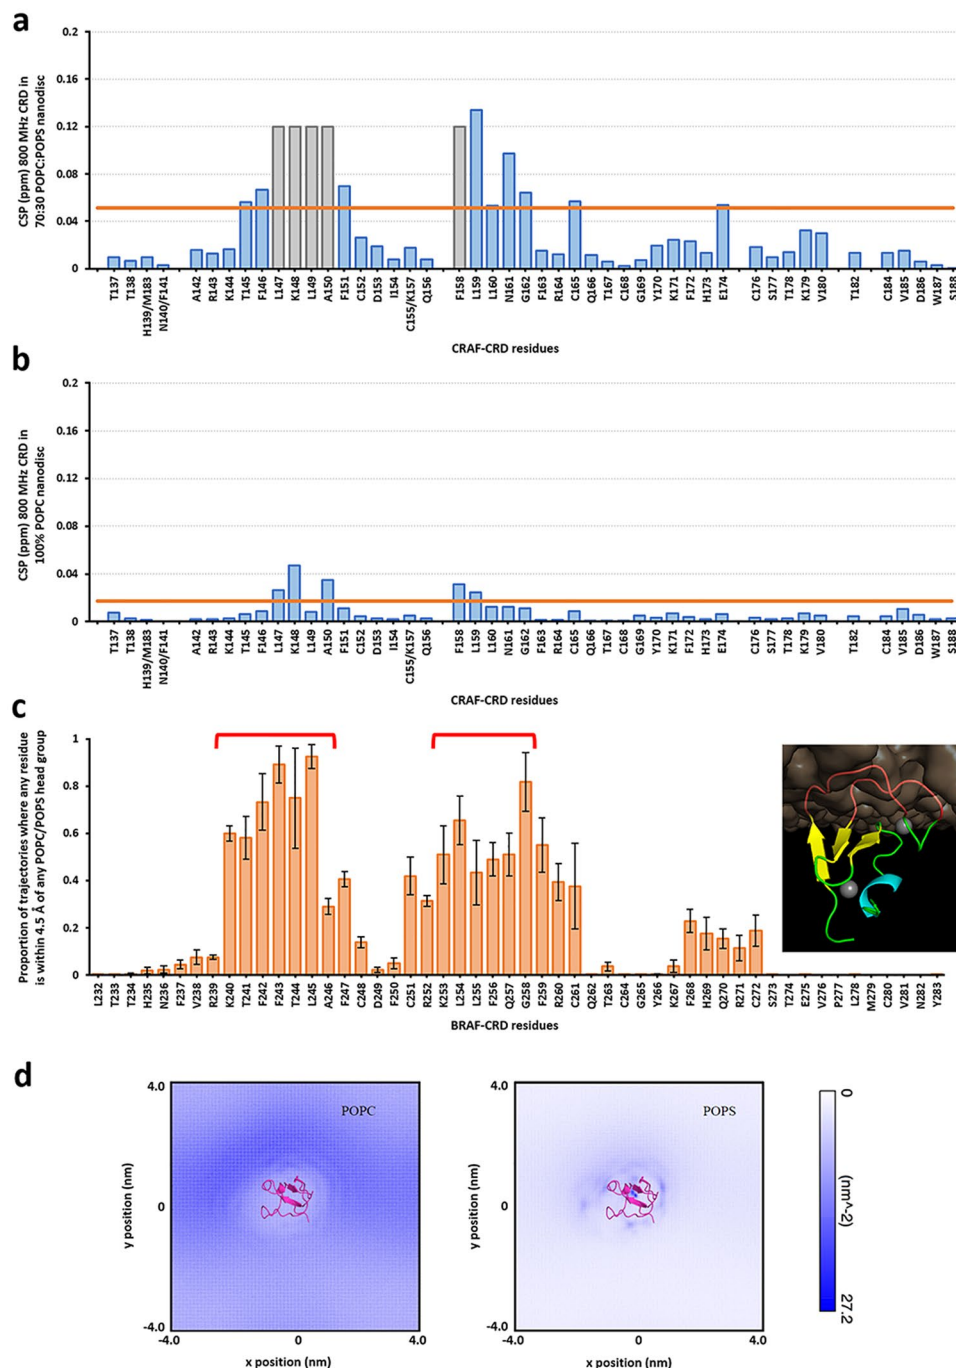 a
0.2
0.16
0.12
0.08
0.04
0
CSP (ppm) 800 MHz CRD in
70:30 POPC:POPS nanodisc
T137
T138
H139/M183
N140/F141
A142
R143
K144
T145
F146
L147
K148
L149
A150
F151
C152
D153
I154
C155/K157
Q156
F158
L159
L160
N161
G162
F163
R164
C165
Q166
T167
C168
G169
Y170
K171
F172
H173
E174
C176
S177
T178
K179
V180
T182
C184
V185
D186
W187
S188
CRAF-CRD residues
b
0.2
0.16
0.12
0.08
0.04
0
CSP (ppm) 800 MHz CRD in
100% POPC nanodisc
T137
T138
H139/M183
N140/F141
A142
R143
K144
T145
F146
L147
K148
L149
A150
F151
C152
D153
I154
C155/K157
Q156
F158
L159
L160
N161
G162
F163
R164
C165
Q166
T167
C168
G169
Y170
K171
F172
H173
E174
C176
S177
T178
K179
V180
T182
C184
V185
D186
W187
S188
CRAF-CRD residues
c
1
0.8
0.6
0.4
0.2
0
Proportion of trajectories where any residue
is within 4.5 Å of any POPC/POPS head group
L232
T233
T234
H235
N236
F237
V238
R239
K240
T241
F242
F243
T244
L245
A246
F247
C248
D249
F250
C251
R252
K253
L254
L255
F256
Q257
G258
F259
R260
C261
Q262
T263
C264
G265
Y266
K267
F268
H269
Q270
R271
C272
S273
T274
E275
V276
P277
L278
M279
C280
V281
N282
Y283
BRAF-CRD residues
d
4.0
0
-4.0
y position (nm)
POPC
-4.0
0
4.0
x position (nm)
4.0
0
-4.0
y position (nm)
POPS
-4.0
0
4.0
x position (nm)
0
(nm^-2)
27.2